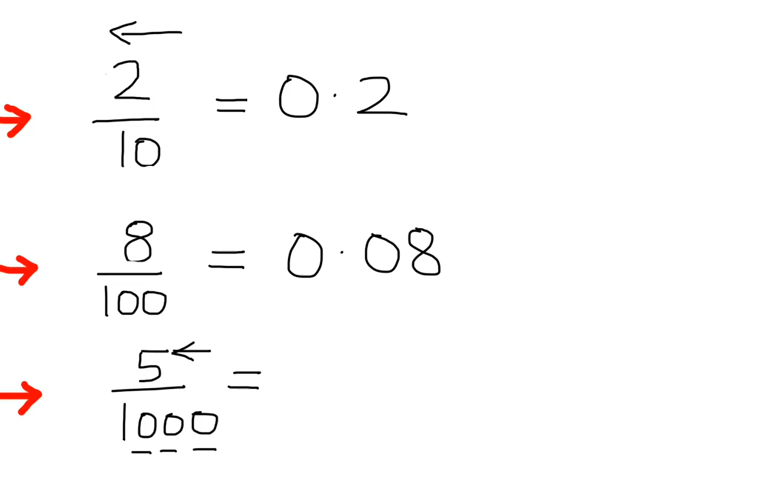 2/10 = 0.2
8/100 = 0.08
5/1000 =